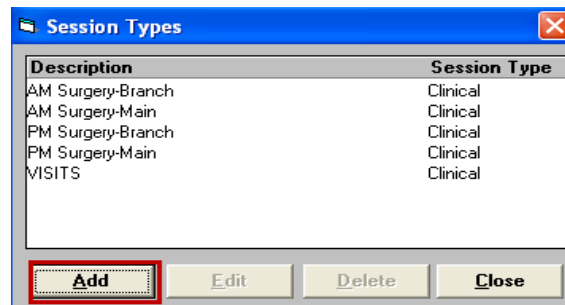 Session Types
Description Session Type
AM Surgery-Branch Clinical
AM Surgery-Main Clinical
PM Surgery-Branch Clinical
PM Surgery-Main Clinical
VISITS Clinical
Add Edit Delete Close